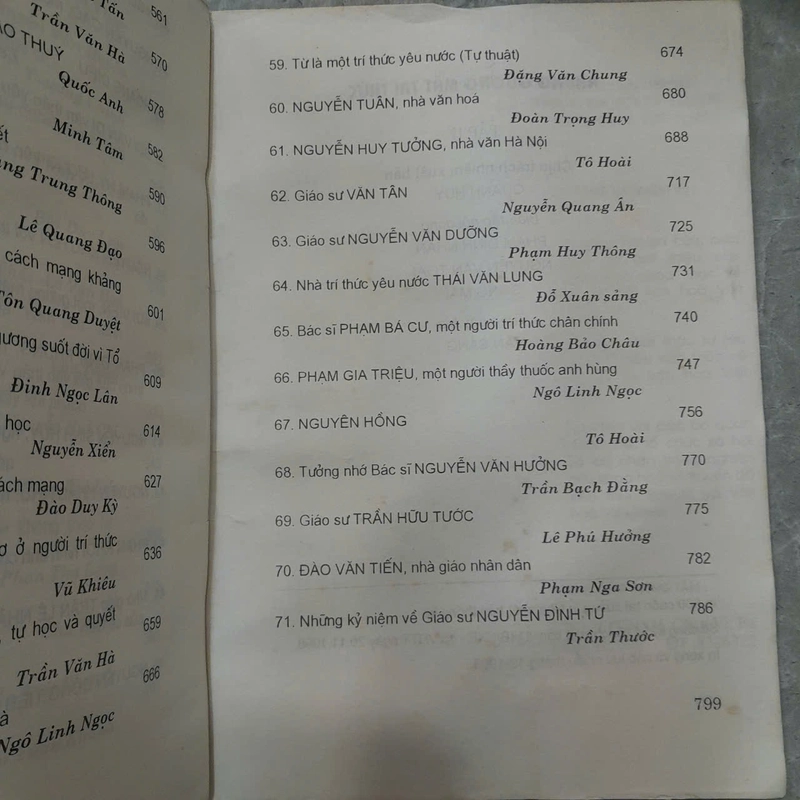 Tấn
561
Trần Văn Hà
570
ÀO THUÝ
Quốc Anh
578
Minh Tâm
582
ết
ng Trung Thông
590
Lê Quang Đạo
596
cách mạng kháng
Tôn Quang Duyệt
601
ương suốt đời vì Tổ
Đinh Ngọc Lân
609
học
Nguyễn Xiển
614
ách mạng
627
Đào Duy Kỳ
ơ ở người trí thức
636
Vũ Khiêu
, tự học và quyết
659
Trần Văn Hà
666
à
Ngô Linh Ngọc
59. Từ là một trí thức yêu nước (Tự thuật) 674
Đặng Văn Chung
60. NGUYỄN TUÂN, nhà văn hoá 680
Đoàn Trọng Huy
61. NGUYỄN HUY TƯỞNG, nhà văn Hà Nội 688
Tô Hoài
62. Giáo sư VĂN TÂN 717
Nguyễn Quang Ân
63. Giáo sư NGUYỄN VĂN DƯỠNG 725
Phạm Huy Thông
64. Nhà trí thức yêu nước THÁI VĂN LUNG 731
Đỗ Xuân sảng
65. Bác sĩ PHẠM BÁ CƯ, một người trí thức chân chính 740
Hoàng Bảo Châu
66. PHẠM GIA TRIỆU, một người thầy thuốc anh hùng 747
Ngô Linh Ngọc
67. NGUYÊN HỒNG 756
Tô Hoài
68. Tưởng nhớ Bác sĩ NGUYỄN VĂN HƯỞNG 770
Trần Bạch Đằng
69. Giáo sư TRẦN HỮU TƯỚC 775
Lê Phú Hưởng
70. ĐÀO VĂN TIẾN, nhà giáo nhân dân 782
Phạm Nga Sơn
71. Những kỷ niệm về Giáo sư NGUYỄN ĐÌNH TỨ 786
Trần Thước
799